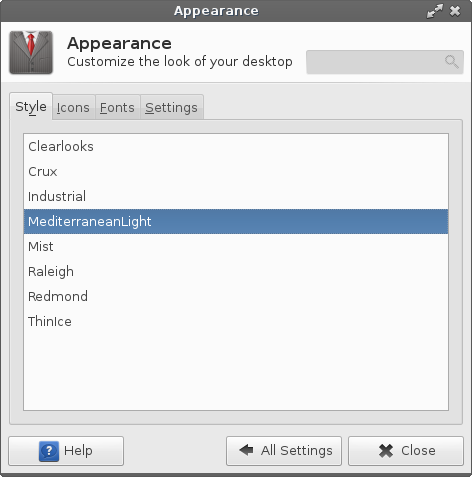 Appearance
Appearance
Customize the look of your desktop
Style Icons Fonts Settings
Clearlooks
Crux
Industrial
MediterraneanLight
Mist
Raleigh
Redmond
ThinIce
? Help All Settings Close